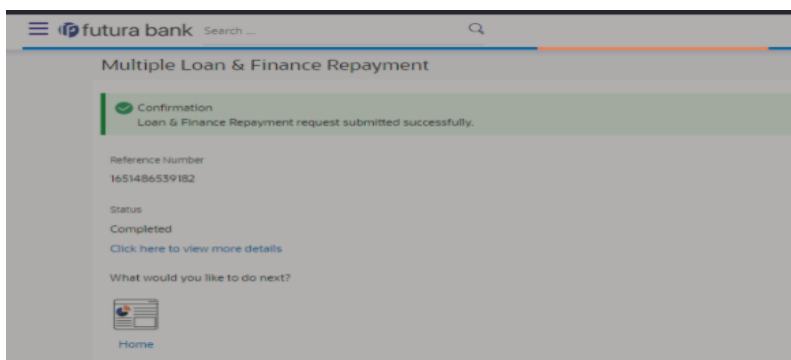 futura bank Search ...
Multiple Loan & Finance Repayment
Confirmation
Loan & Finance Repayment request submitted successfully.
Reference Number
1651486539182
Status
Completed
Click here to view more details
What would you like to do next?
Home